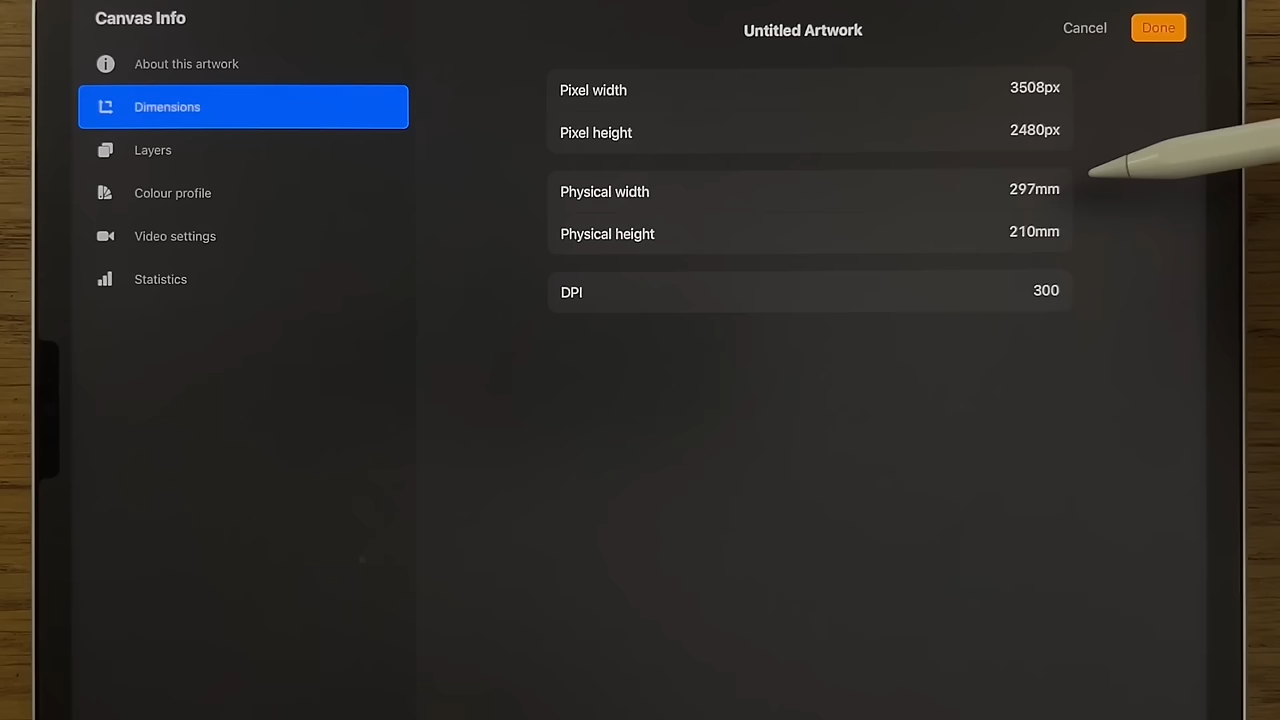 Canvas Info
Untitled Artwork
Cancel
Done
About this artwork
Dimensions
Layers
Colour profile
Video settings
Statistics
Pixel width 3508px
Pixel height 2480px
Physical width 297mm
Physical height 210mm
DPI 300